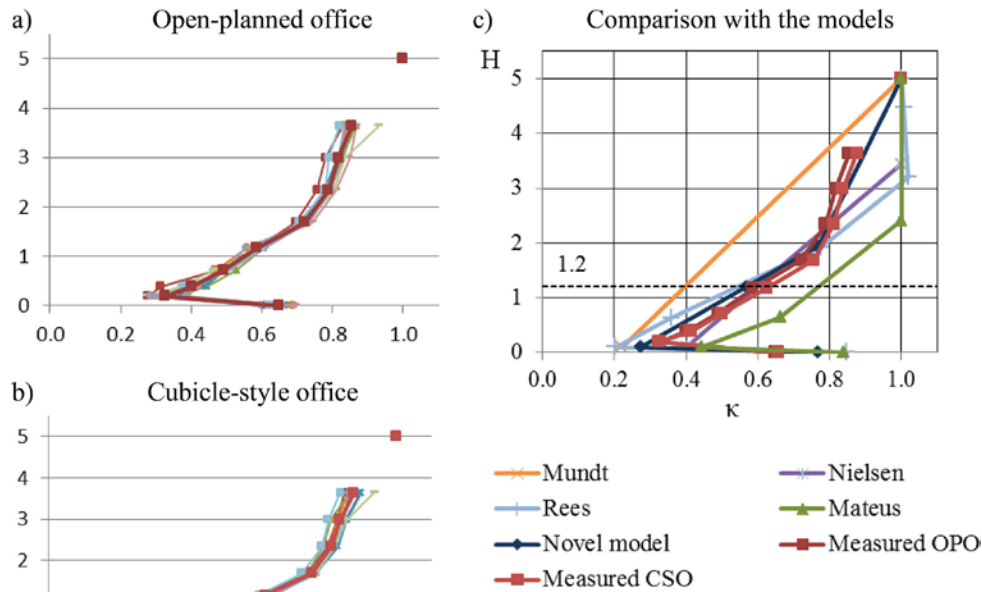 a) Open-planned office
5
4
3
2
1
0
0.0 0.2 0.4 0.6 0.8 1.0
b) Cubicle-style office
5
4
3
2
c) Comparison with the models
H
5
4
3
2
1.2
1
0
0.0 0.2 0.4 0.6 0.8 1.0
κ
Mundt Nielsen
Rees Mateus
Novel model Measured OPO
Measured CSO